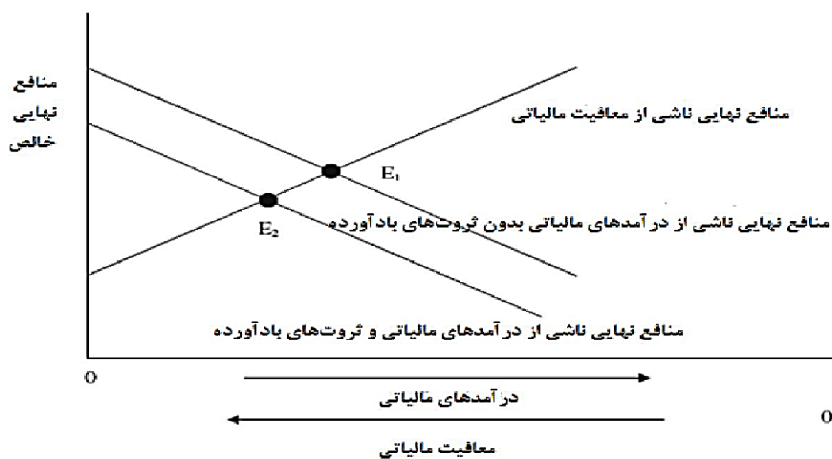 منافع
نهایی
خالص
منافع نهایی ناشی از معافیت مالیاتی
E₁
منافع نهایی ناشی از درآمدهای مالیاتی بدون ثروت‌های بادآورده
E₂
منافع نهایی ناشی از درآمدهای مالیاتی و ثروت‌های بادآورده
0
درآمدهای مالیاتی
0
معافیت مالیاتی